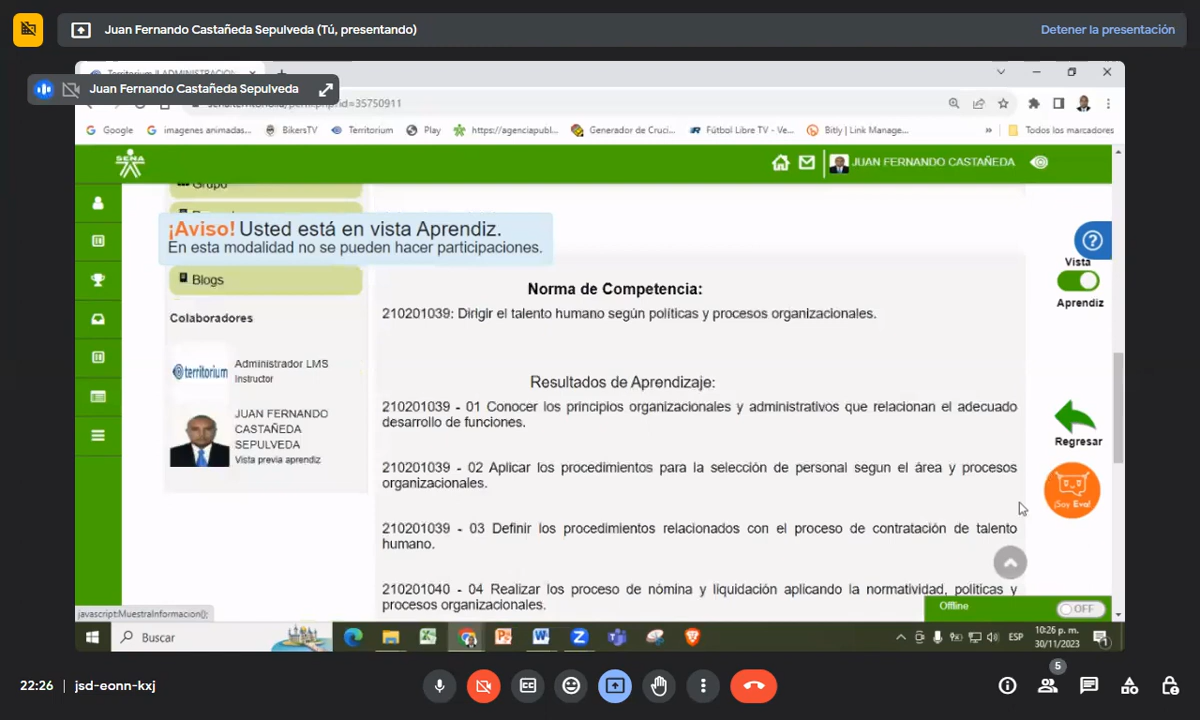 Juan Fernando Castañeda Sepulveda (Tú, presentando)
Detener la presentación
Juan Fernando Castañeda Sepulveda
id=35750911
Google
imagenes animadas...
BikersTV
Territorium
Play
https://agenciapubl...
Generador de Cruci...
Fútbol Libre TV - Ve...
Bitly | Link Manage...
»
Todos los marcadores
SENA
JUAN FERNANDO CASTAÑEDA
Grupo
¡Aviso! Usted está en vista Aprendiz.
En esta modalidad no se pueden hacer participaciones.
Blogs
Colaboradores
territorium
Administrador LMS
Instructor
JUAN FERNANDO
CASTAÑEDA
SEPULVEDA
Vista previa aprendiz
Norma de Competencia:
210201039: Dirigir el talento humano según políticas y procesos organizacionales.
Resultados de Aprendizaje:
210201039 - 01 Conocer los principios organizacionales y administrativos que relacionan el adecuado
desarrollo de funciones.
210201039 - 02 Aplicar los procedimientos para la selección de personal segun el área y procesos
organizacionales.
210201039 - 03 Definir los procedimientos relacionados con el proceso de contratación de talento
humano.
210201040 - 04 Realizar los proceso de nómina y liquidación aplicando la normatividad, políticas y
procesos organizacionales.
Vista
Aprendiz
Regresar
¡Soy Eva!
Offline
OFF
javascript:MuestraInformacion();
Buscar
ESP
10:26 p. m.
30/11/2023
1
22:26 | jsd-eonn-kxj
5